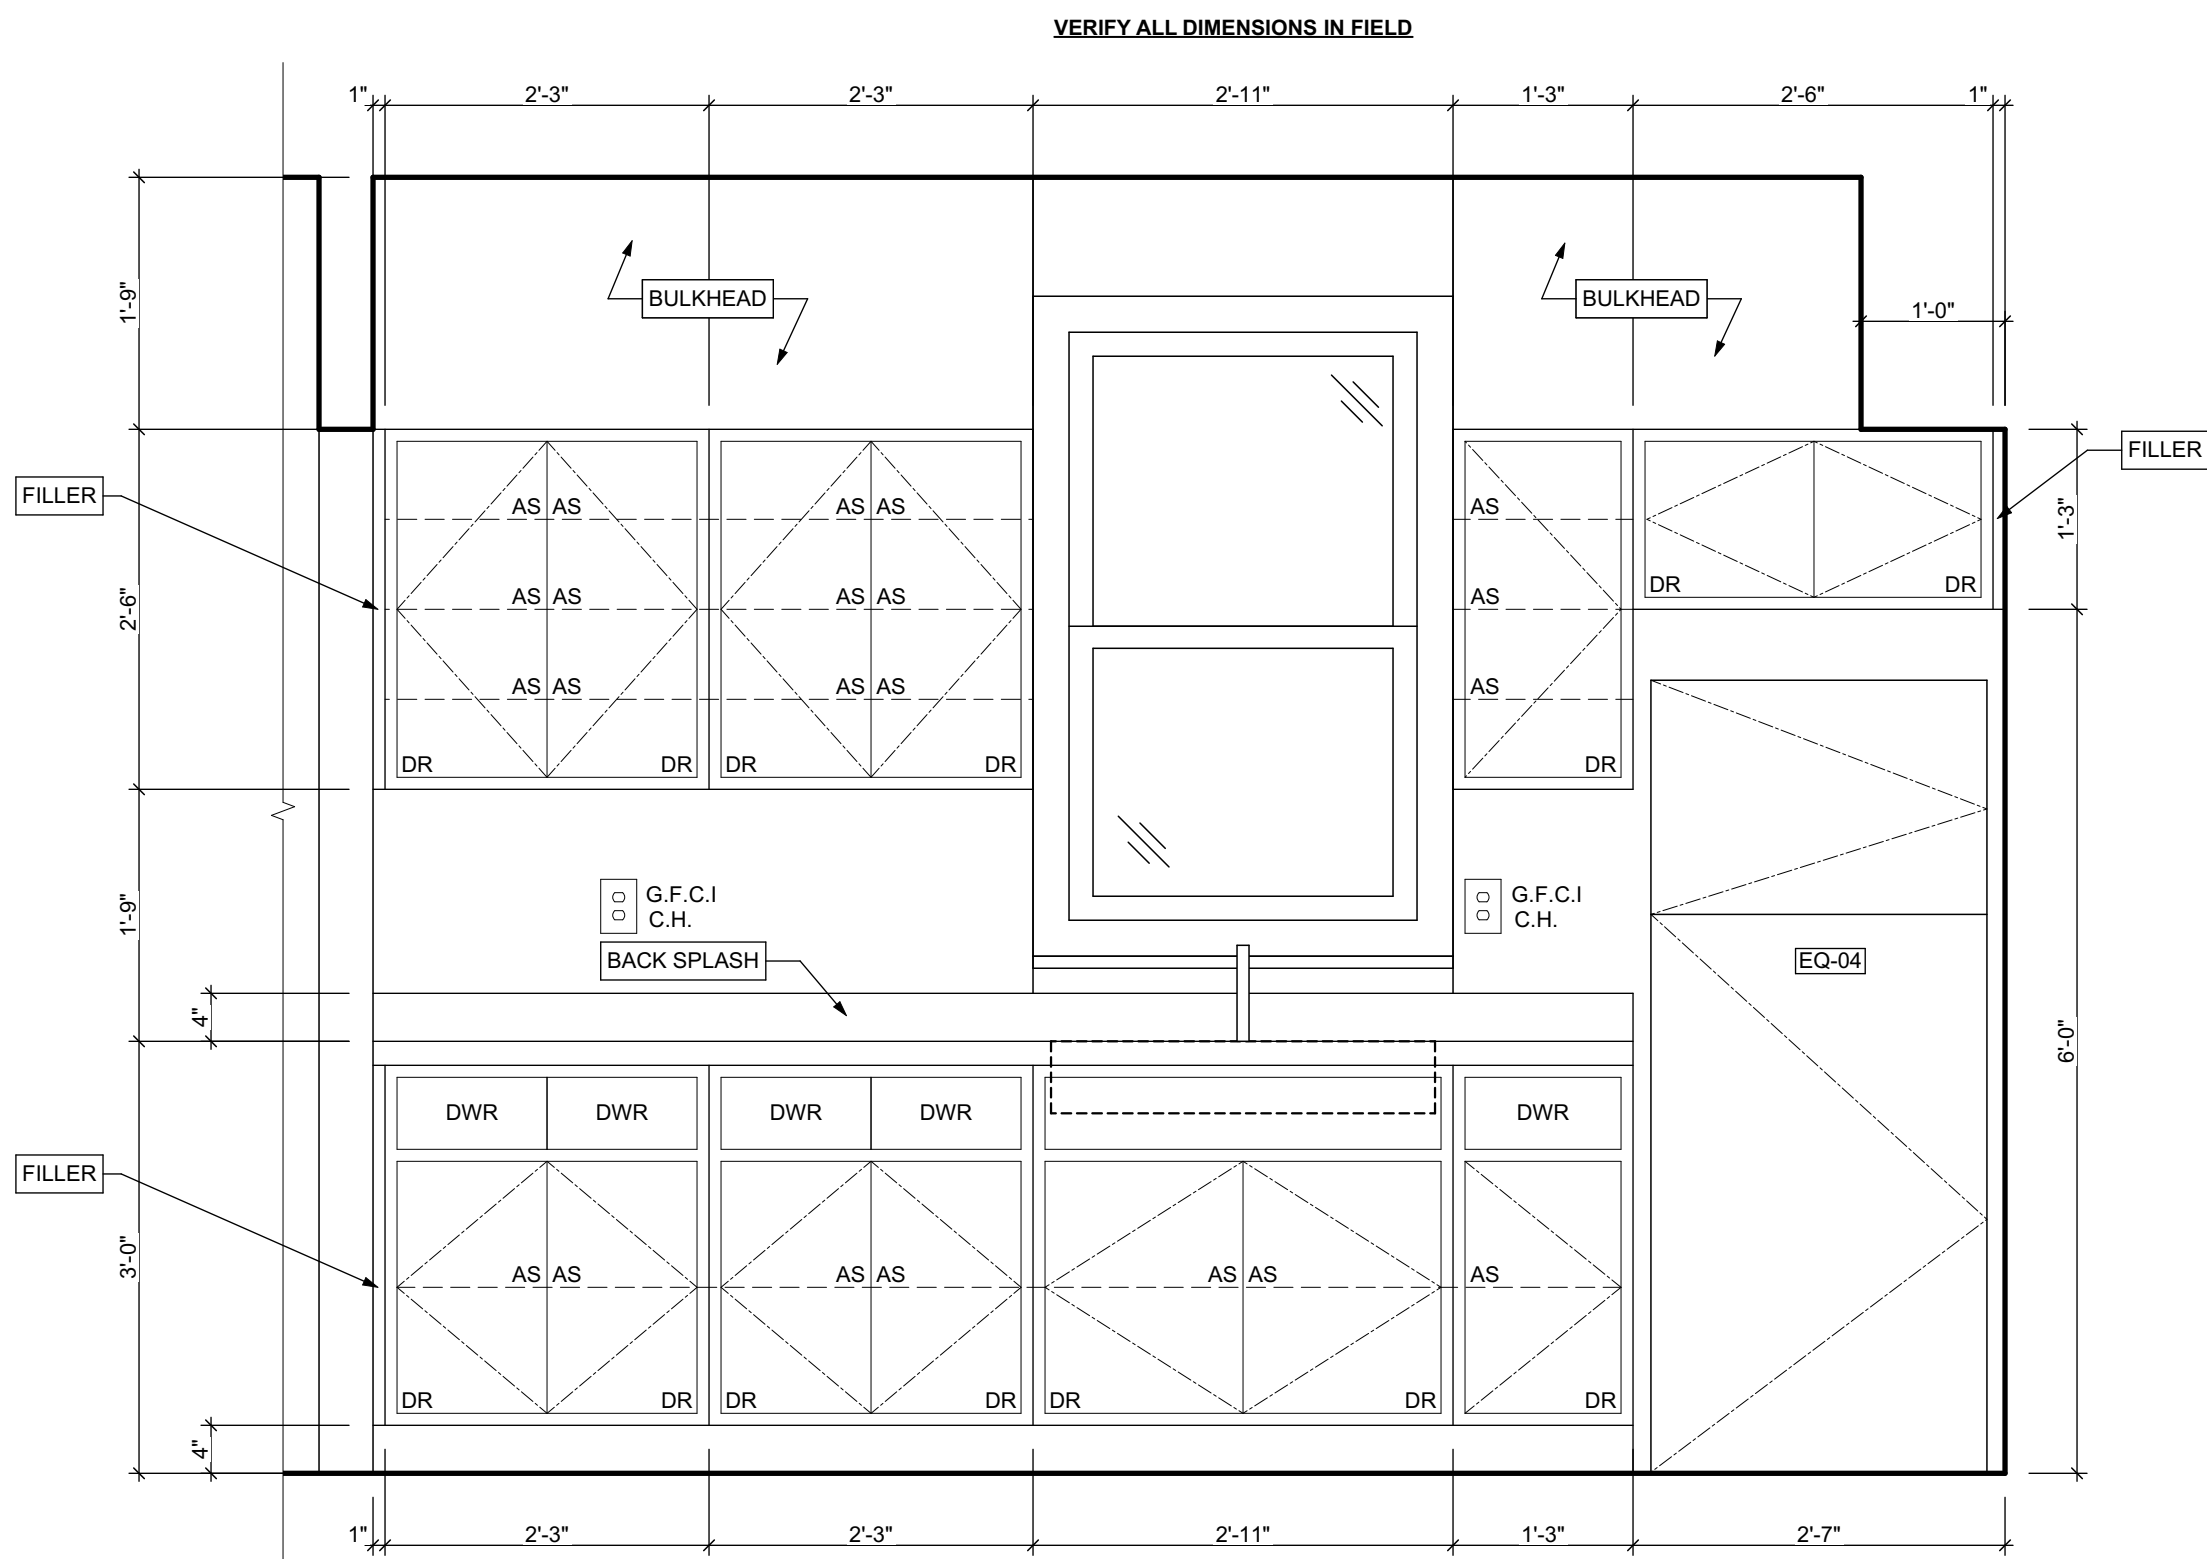 VERIFY ALL DIMENSIONS IN FIELD
1" 2'-3" 2'-3" 2'-11" 1'-3" 2'-6" 1"
1'-9"
BULKHEAD
BULKHEAD
1'-0"
FILLER
FILLER
2'-6"
1'-3"
AS AS AS AS AS
AS AS AS AS AS
AS AS AS AS AS
DR DR
DR DR DR DR DR
1'-9"
G.F.C.I
C.H.
G.F.C.I
C.H.
BACK SPLASH
EQ-04
4"
6'-0"
DWR DWR DWR DWR DWR
FILLER
3'-0"
AS AS AS AS AS AS AS
DR DR DR DR DR DR DR
4"
1" 2'-3" 2'-3" 2'-11" 1'-3" 2'-7"